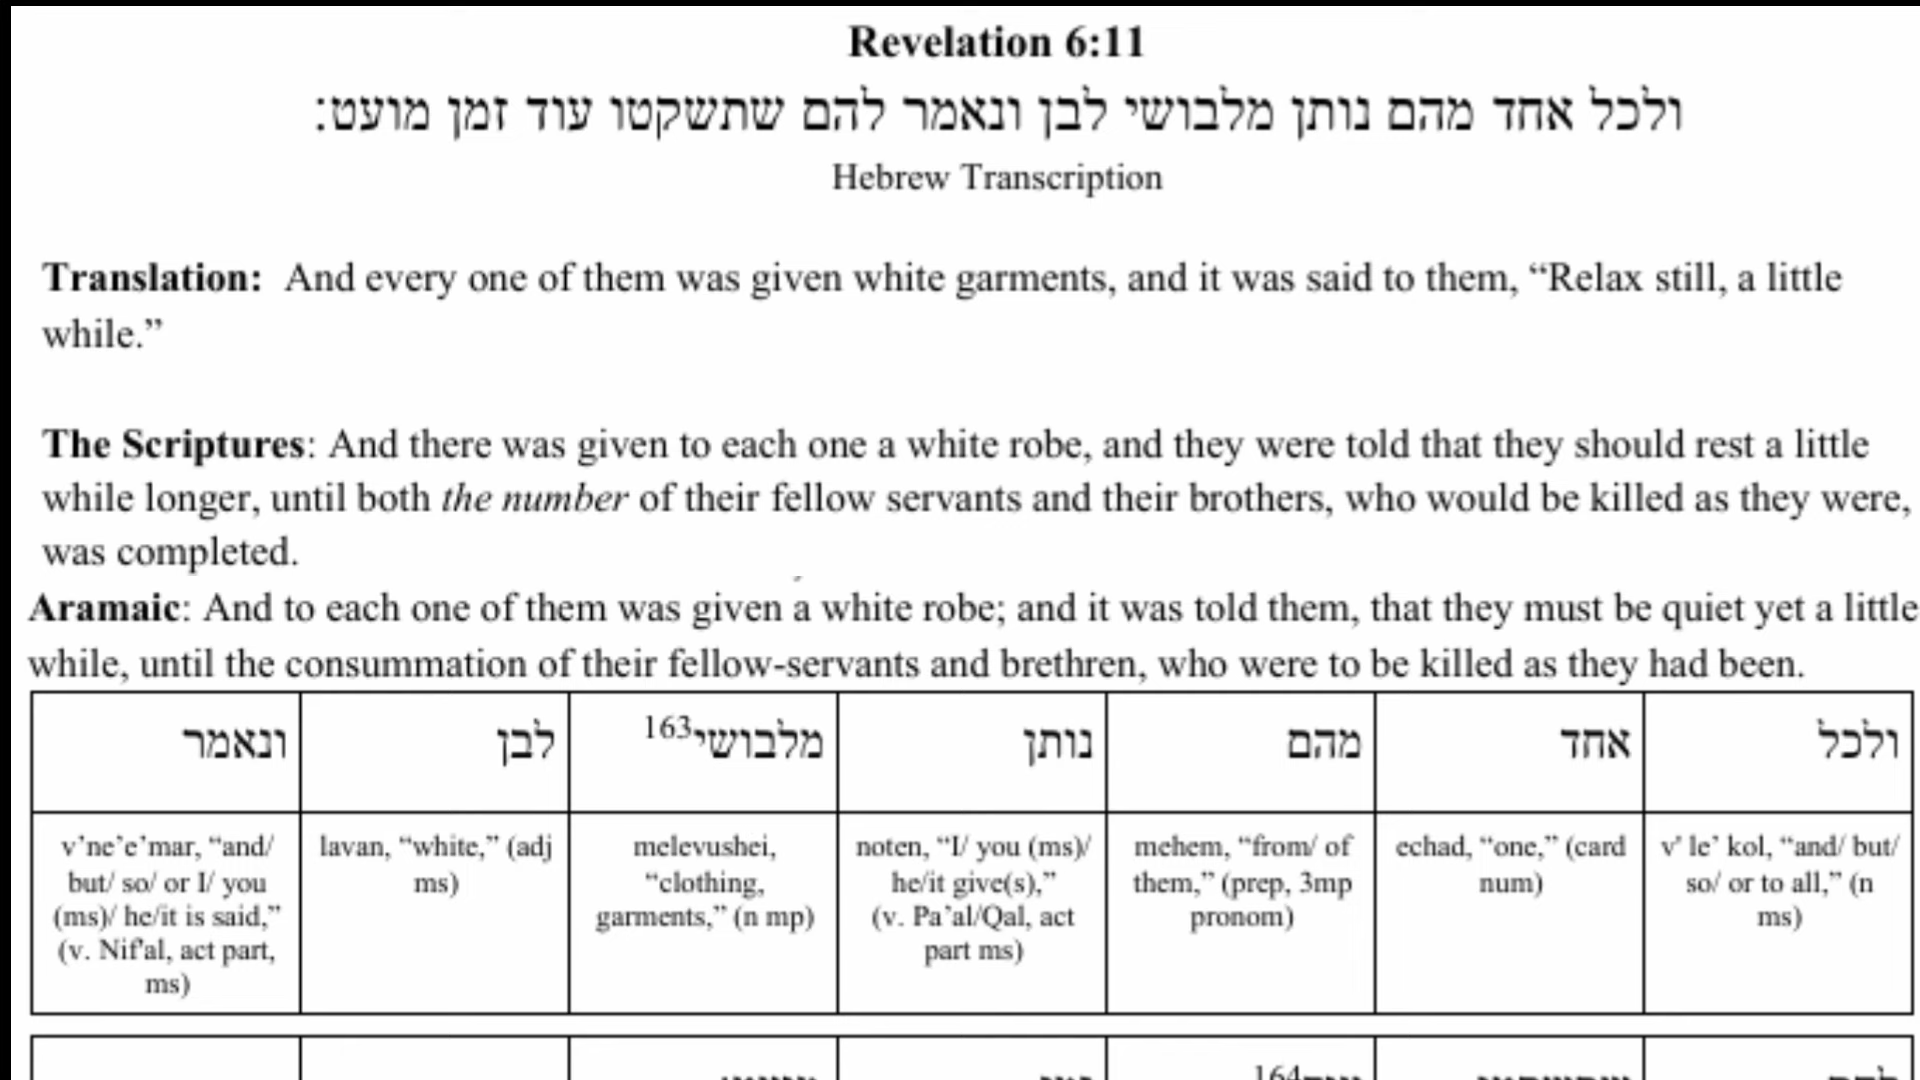 Revelation 6:11
ולכל אחד מהם נותן מלבושי לבן ונאמר להם שתשקטו עוד זמן מועט:
Hebrew Transcription
Translation: And every one of them was given white garments, and it was said to them, “Relax still, a little
while.”
The Scriptures: And there was given to each one a white robe, and they were told that they should rest a little
while longer, until both the number of their fellow servants and their brothers, who would be killed as they were,
was completed.
Aramaic: And to each one of them was given a white robe; and it was told them, that they must be quiet yet a little
while, until the consummation of their fellow-servants and brethren, who were to be killed as they had been.
ולכל
אחד
מהם
נותן
מלבושי163
לבן
ונאמר
v’ le’ kol, “and/ but/
so/ or to all,” (n
ms)
echad, “one,” (card
num)
mehem, “from/ of
them,” (prep, 3mp
pronom)
noten, “I/ you (ms)/
he/it give(s),”
(v. Pa’al/Qal, act
part ms)
melevushei,
“clothing,
garments,” (n mp)
lavan, “white,” (adj
ms)
v’ne’e’mar, “and/
but/ so/ or I/ you
(ms)/ he/it is said,”
(v. Nif'al, act part,
ms)
164